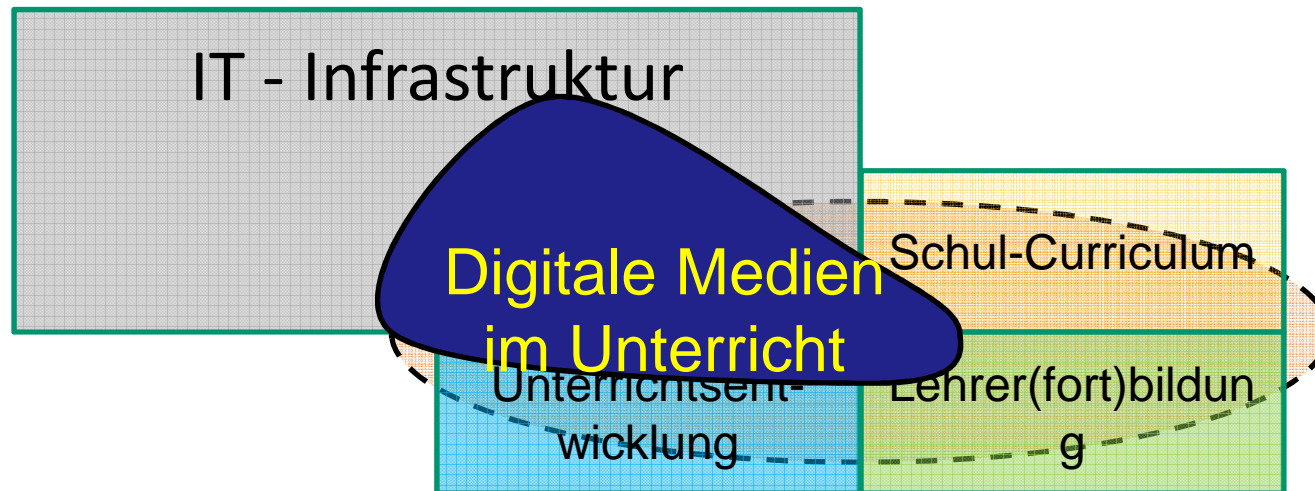 IT - Infrastruktur
Schul-Curriculum
Digitale Medien
im Unterricht
Unterrichtsent-
wicklung
Lehrer(fort)bildun
g